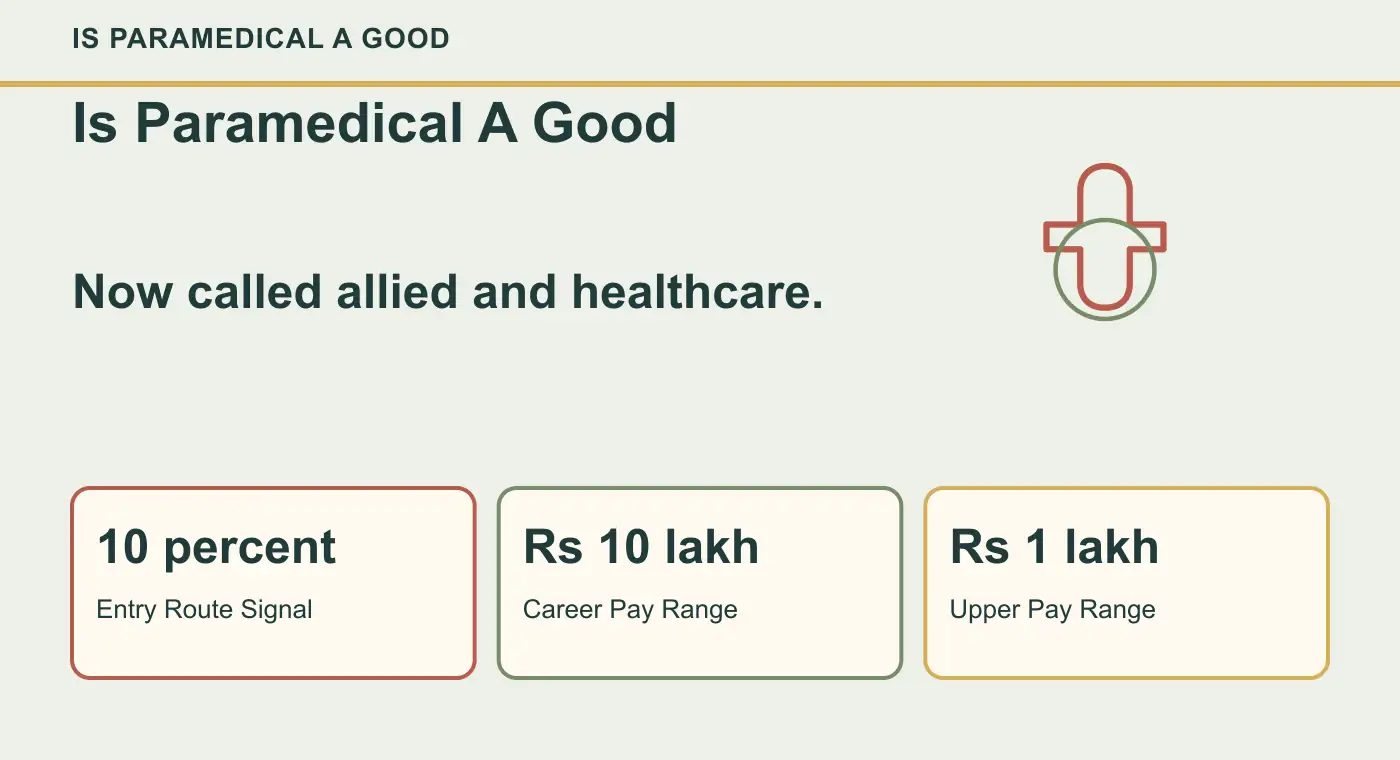 IS PARAMEDICAL A GOOD
Is Paramedical A Good
Now called allied and healthcare.
10 percent
Entry Route Signal
Rs 10 lakh
Career Pay Range
Rs 1 lakh
Upper Pay Range